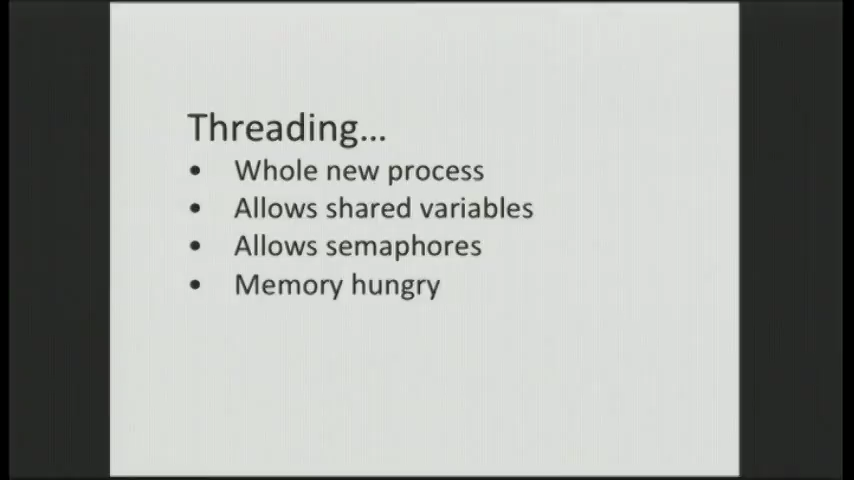 Threading...
• Whole new process
• Allows shared variables
• Allows semaphores
• Memory hungry